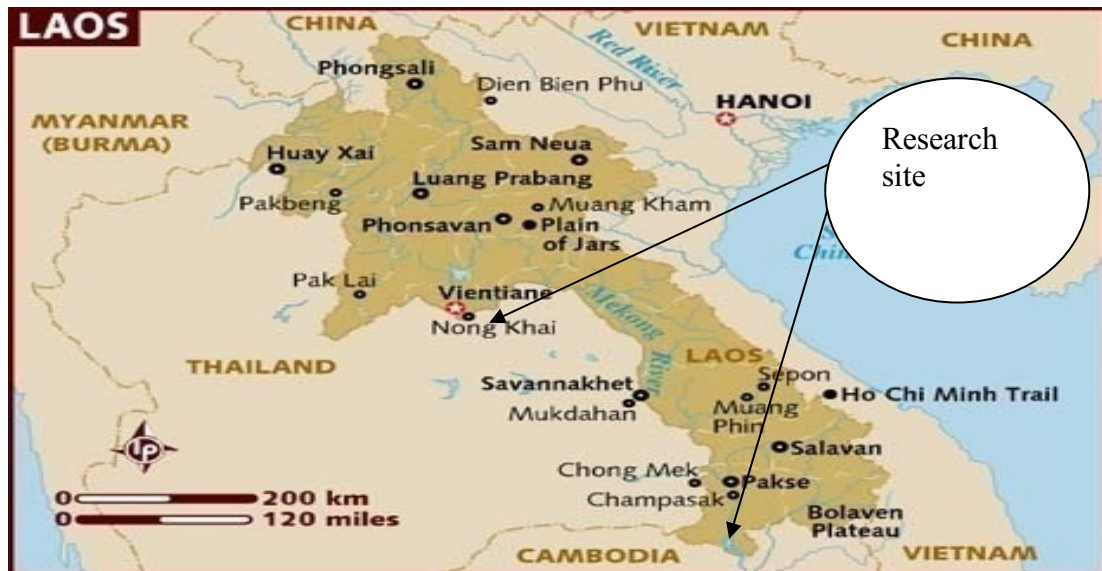 LAOS
CHINA
VIETNAM
CHINA
Red River
Phongsali
Dien Bien Phu
HANOI
MYANMAR
(BURMA)
Research
site
Sam Neua
Huay Xai
Luang Prabang
Pakbeng
Muang Kham
Phonsavan
Plain
of Jars
Pak Lai
Vientiane
Nong Khai
Mekong River
THAILAND
LAOS
Savannakhet
Sepon
Ho Chi Minh Trail
Mukdahan
Muang
Phin
Salavan
LP
Chong Mek
Pakse
Champasak
0 200 km
0 120 miles
Bolaven
Plateau
CAMBODIA
VIETNAM